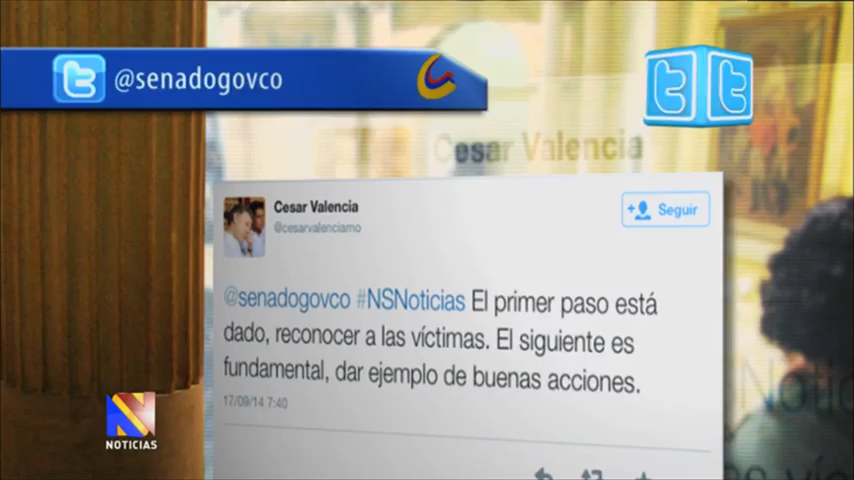 @senadogovco
Cesar Valencia
Cesar Valencia
@cesarvalenciamo
Seguir
@senadogovco #NSNoticias El primer paso está
dado, reconocer a las víctimas. El siguiente es
fundamental, dar ejemplo de buenas acciones.
17/09/14 7:40
NOTICIAS